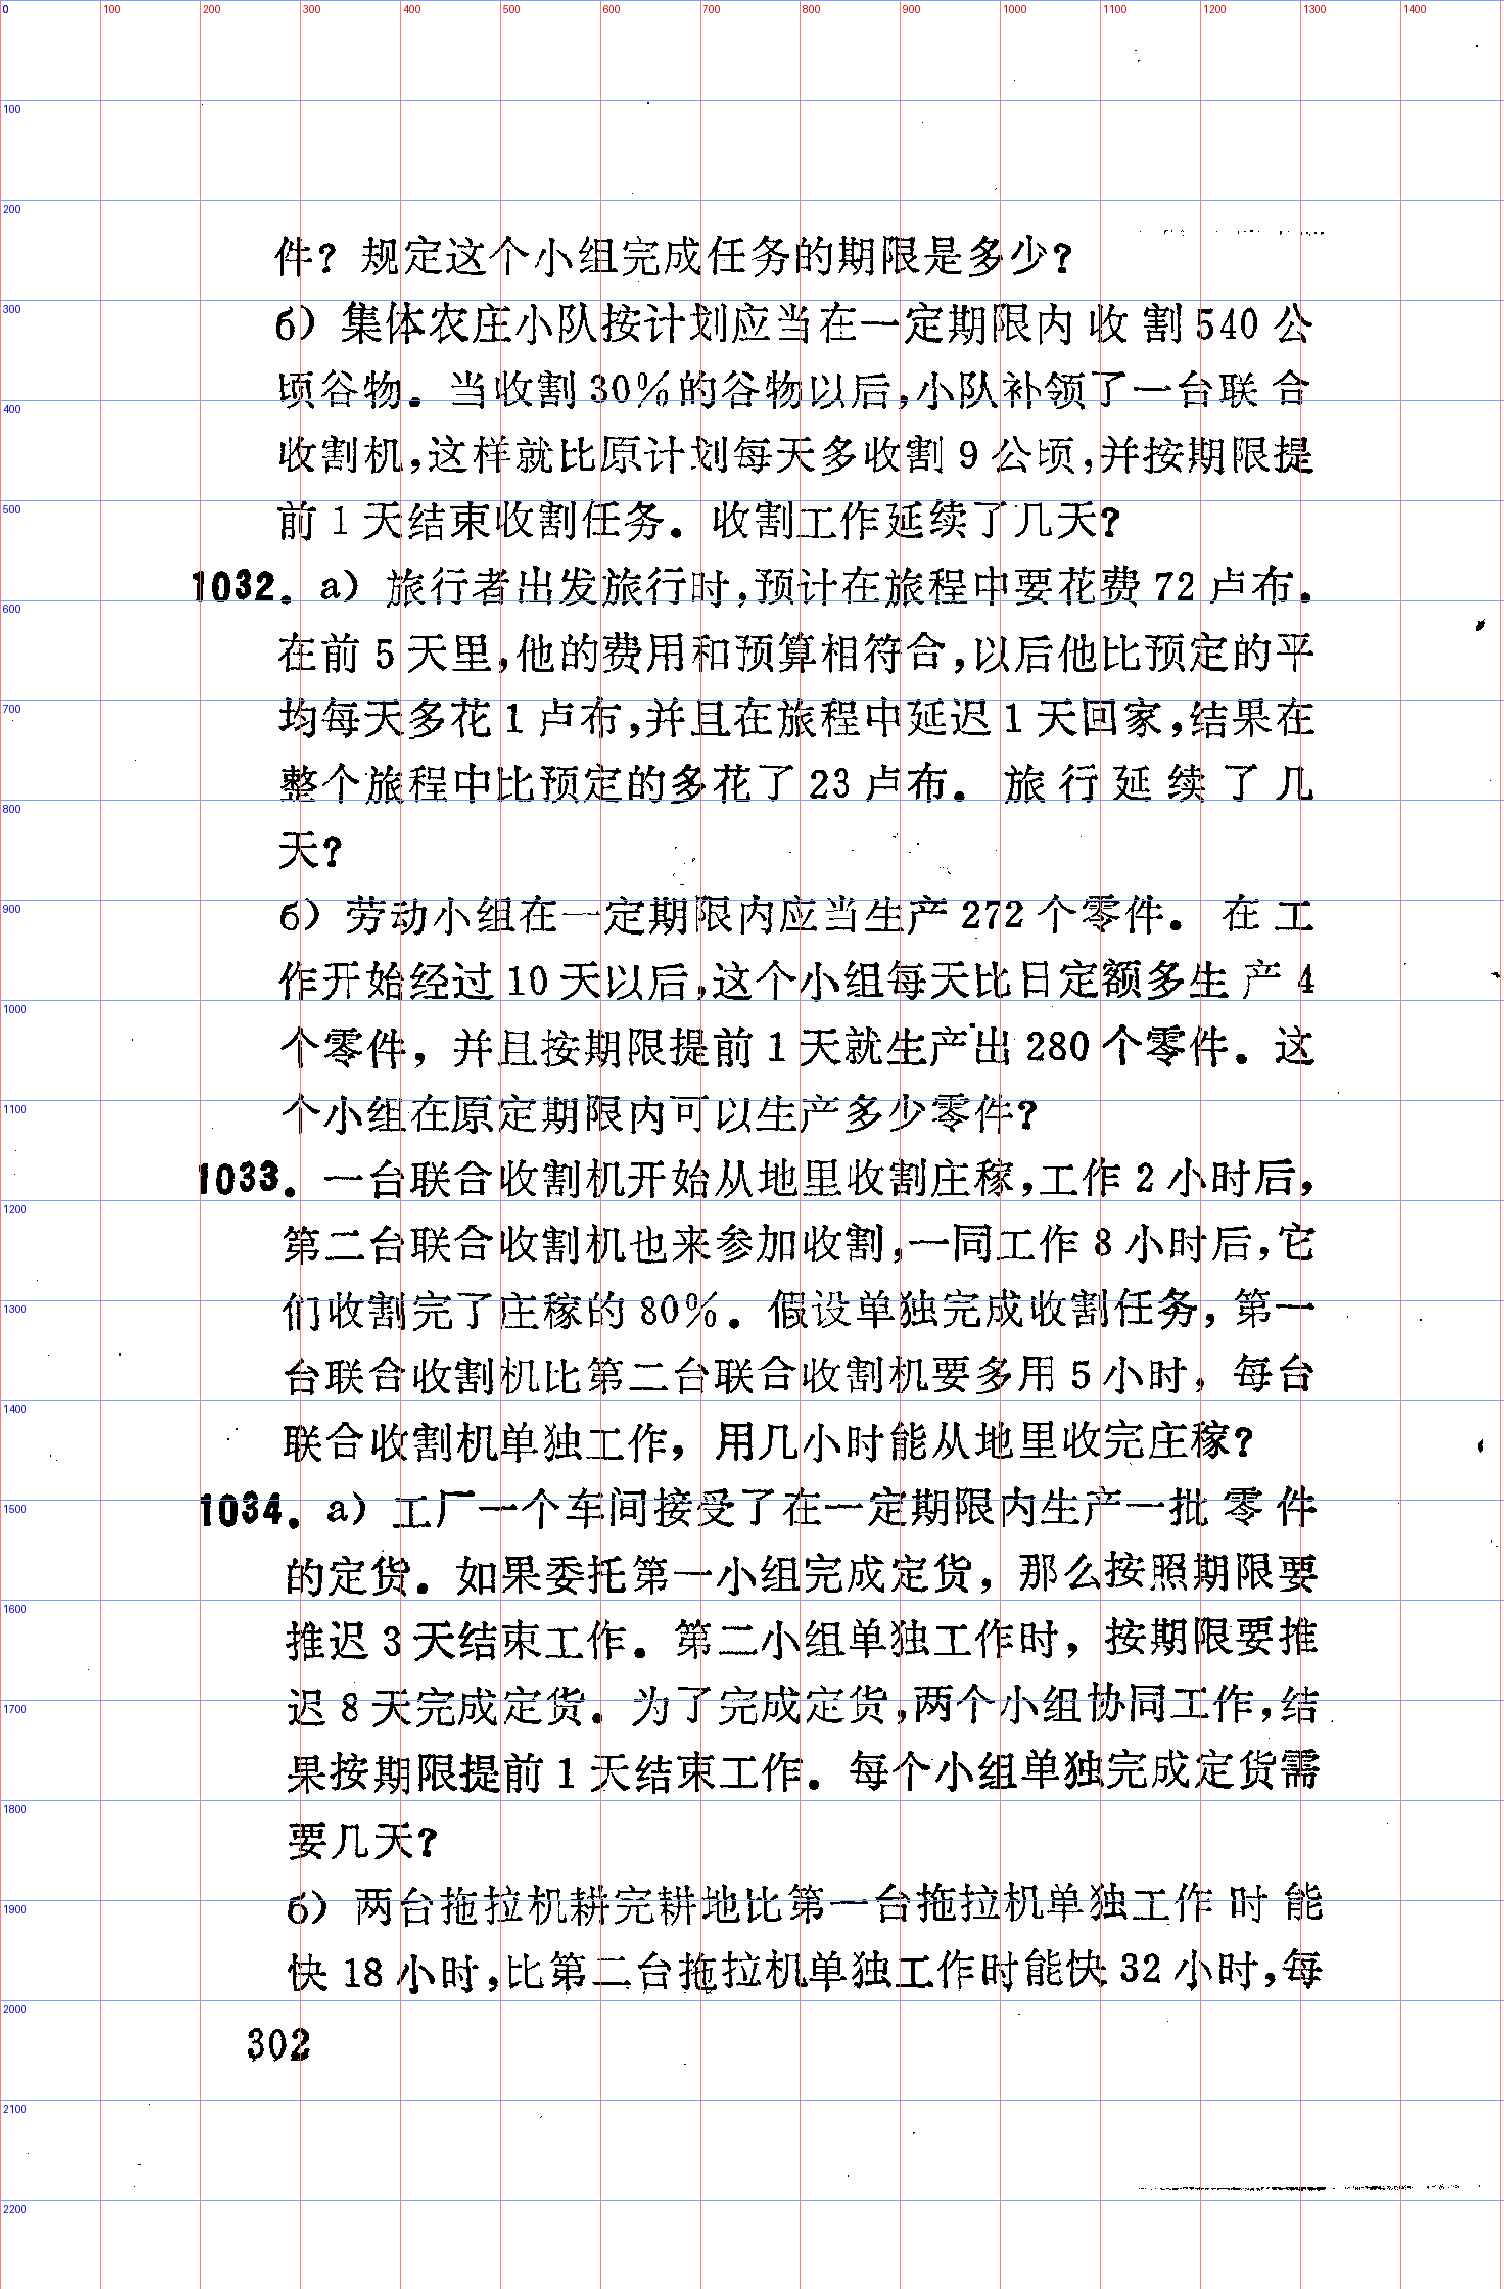 件？规定这个小组完成任务的期限是多少？
б）集体农庄小队按计划应当在一定期限内收割540公
顷谷物。当收割30%的谷物以后，小队补领了一台联合
收割机，这样就比原计划每天多收割9公顷，并按期限提
前1天结束收割任务。收割工作延续了几天？
1032．a）旅行者出发旅行时，预计在旅程中要花费72卢布。
在前5天里，他的费用和预算相符合，以后他比预定的平
均每天多花1卢布，并且在旅程中延迟1天回家，结果在
整个旅程中比预定的多花了23卢布。旅行延续了几
天？
б）劳动小组在一定期限内应当生产272个零件。在工
作开始经过10天以后，这个小组每天比日定额多生产4
个零件，并且按期限提前1天就生产出280个零件。这
个小组在原定期限内可以生产多少零件？
1033．一台联合收割机开始从地里收割庄稼，工作2小时后，
第二台联合收割机也来参加收割，一同工作8小时后，它
们收割完了庄稼的80%。假设单独完成收割任务，第一
台联合收割机比第二台联合收割机要多用5小时，每台
联合收割机单独工作，用几小时能从地里收完庄稼？
1034．a）工厂一个车间接受了在一定期限内生产一批零件
的定货。如果委托第一小组完成定货，那么按照期限要
推迟3天结束工作。第二小组单独工作时，按期限要推
迟8天完成定货。为了完成定货，两个小组协同工作，结
果按期限提前1天结束工作。每个小组单独完成定货需
要几天？
б）两台拖拉机耕完耕地比第一台拖拉机单独工作时能
快18小时，比第二台拖拉机单独工作时能快32小时，每
302